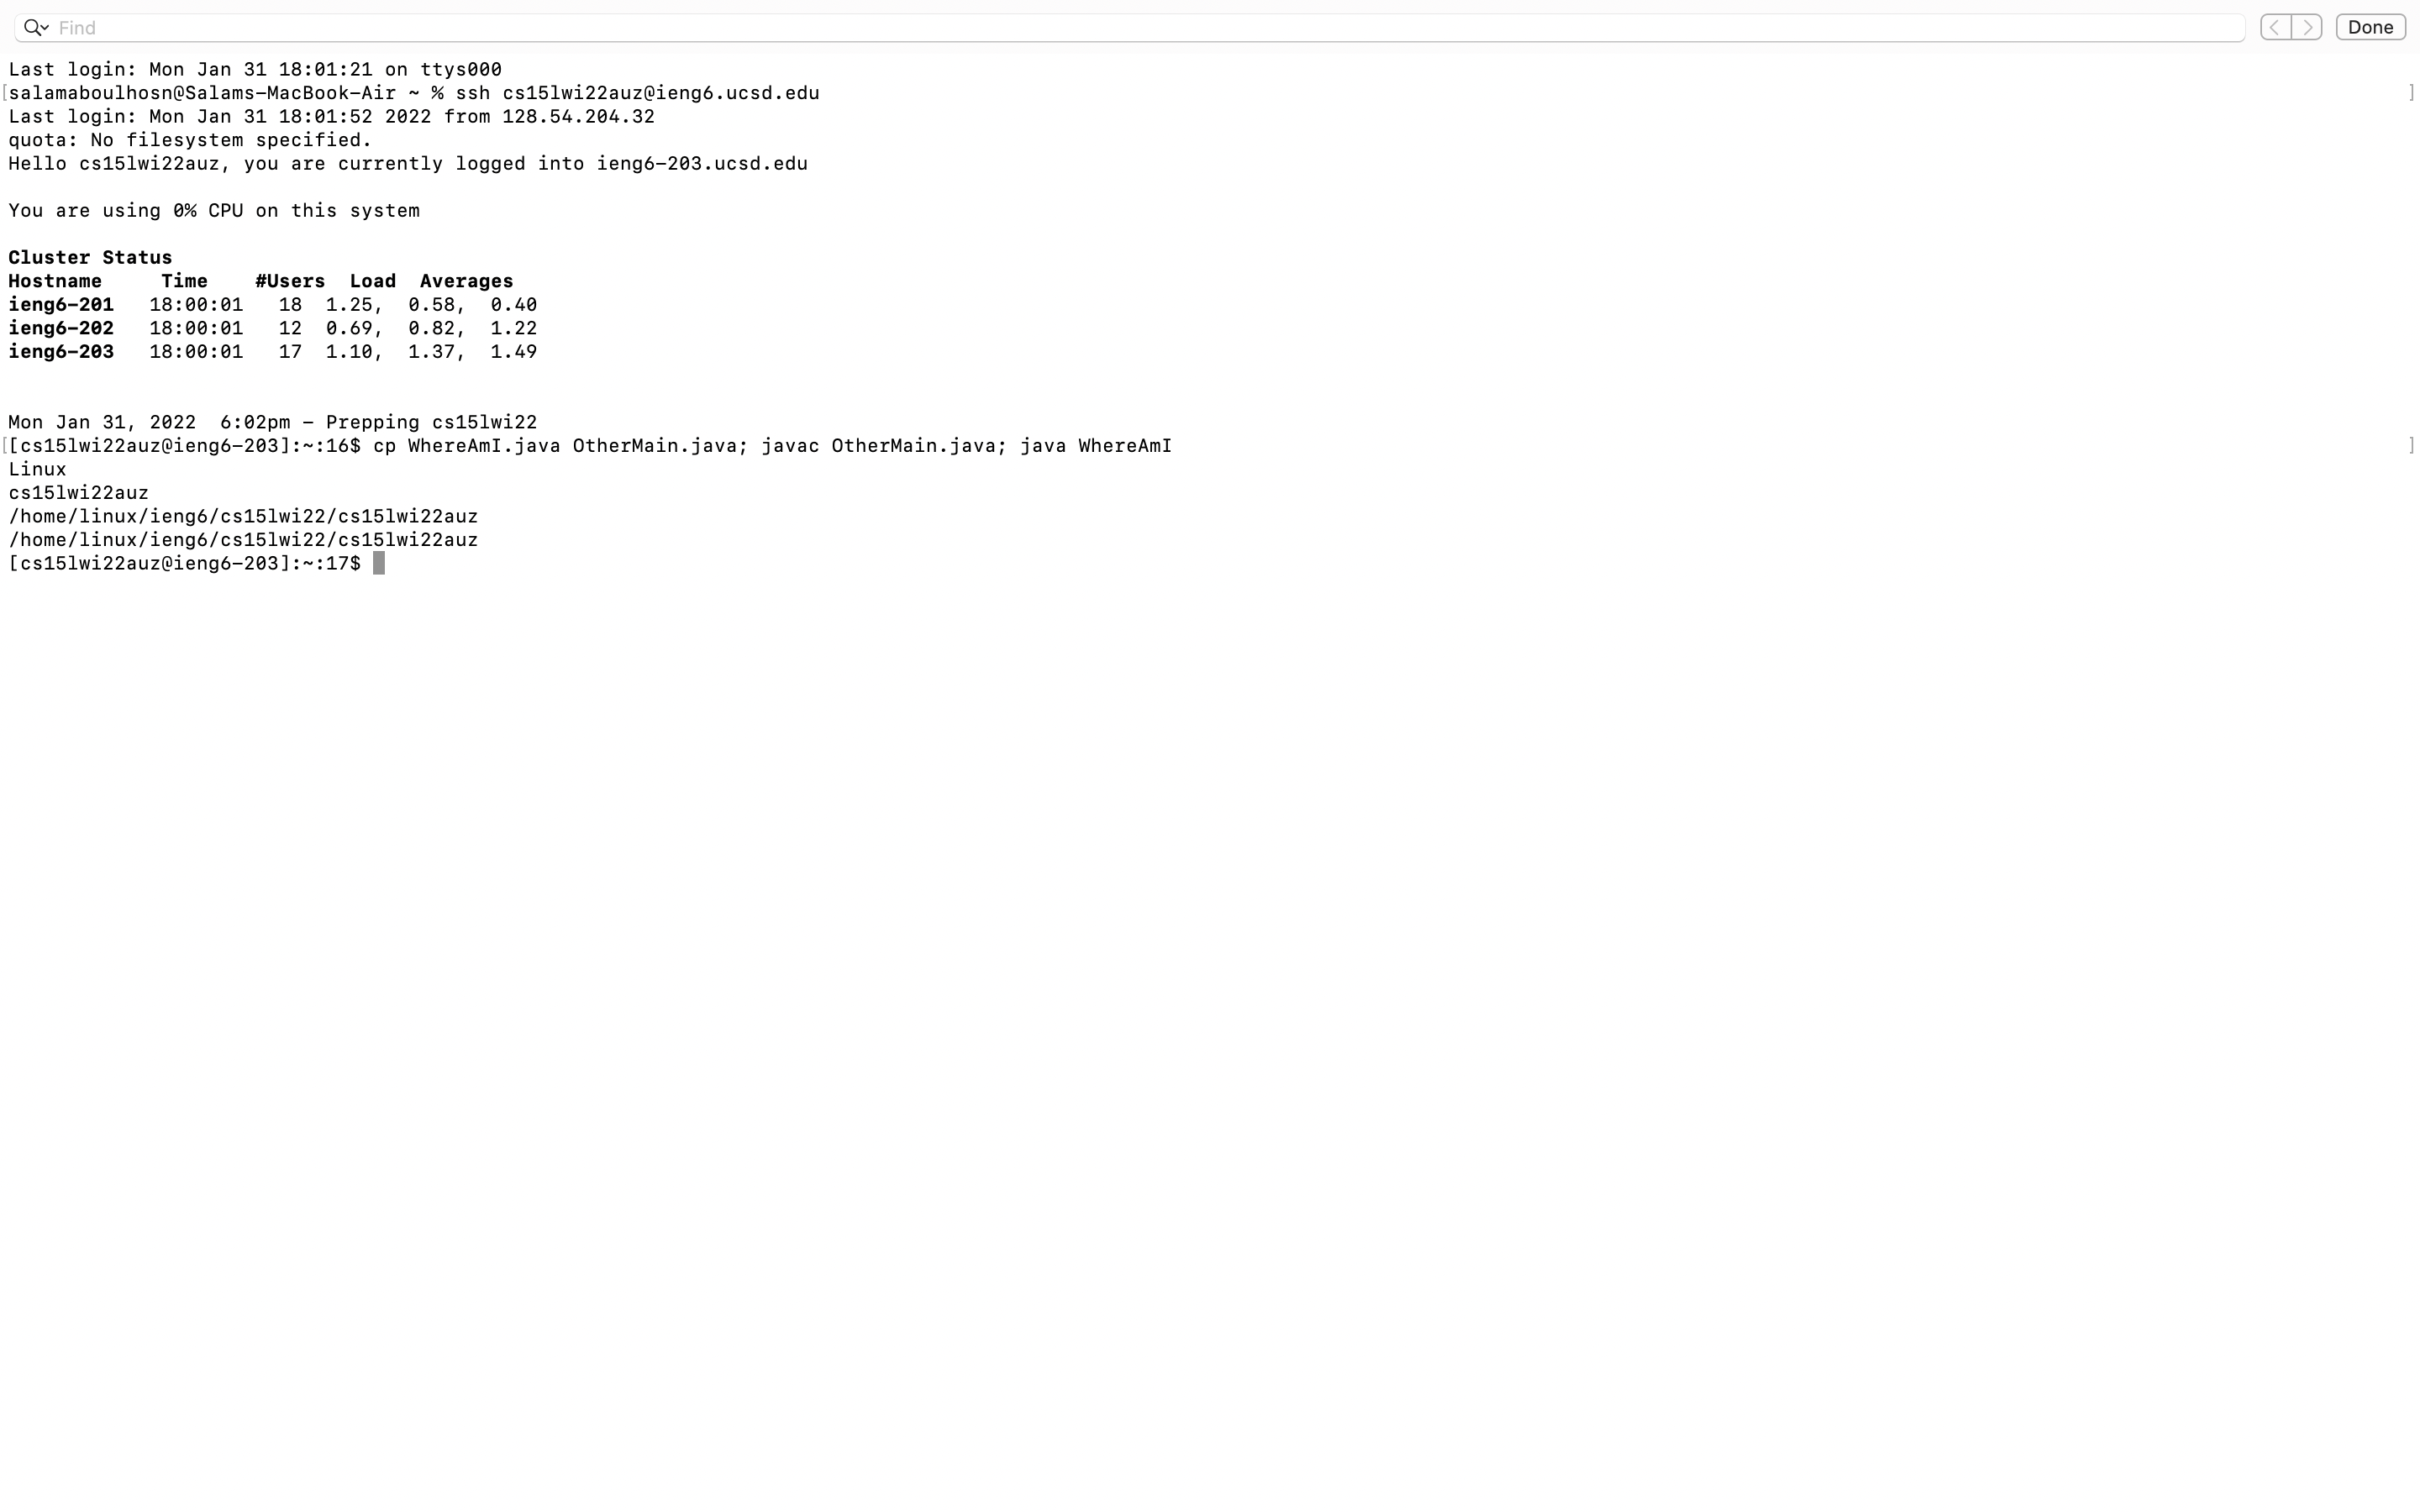 Find
Done
Last login: Mon Jan 31 18:01:21 on ttys000
[salamaboulhosn@Salams-MacBook-Air ~ % ssh cs15lwi22auz@ieng6.ucsd.edu ]
Last login: Mon Jan 31 18:01:52 2022 from 128.54.204.32
quota: No filesystem specified.
Hello cs15lwi22auz, you are currently logged into ieng6-203.ucsd.edu
You are using 0% CPU on this system
Cluster Status
Hostname     Time    #Users  Load  Averages
ieng6-201   18:00:01   18  1.25,  0.58,  0.40
ieng6-202   18:00:01   12  0.69,  0.82,  1.22
ieng6-203   18:00:01   17  1.10,  1.37,  1.49
Mon Jan 31, 2022  6:02pm - Prepping cs15lwi22
[[cs15lwi22auz@ieng6-203]:~:16$ cp WhereAmI.java OtherMain.java; javac OtherMain.java; java WhereAmI ]
Linux
cs15lwi22auz
/home/linux/ieng6/cs15lwi22/cs15lwi22auz
/home/linux/ieng6/cs15lwi22/cs15lwi22auz
[cs15lwi22auz@ieng6-203]:~:17$